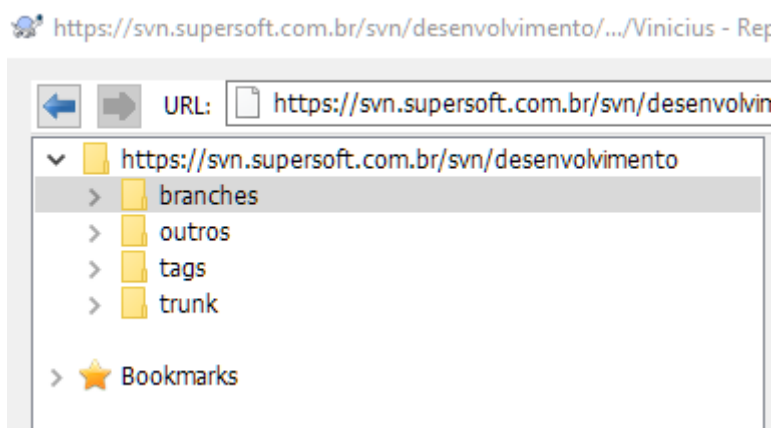 https://svn.supersoft.com.br/svn/desenvolvimento/.../Vinicius - Rep
URL: https://svn.supersoft.com.br/svn/desenvolvin
https://svn.supersoft.com.br/svn/desenvolvimento
branches
outros
tags
trunk
Bookmarks